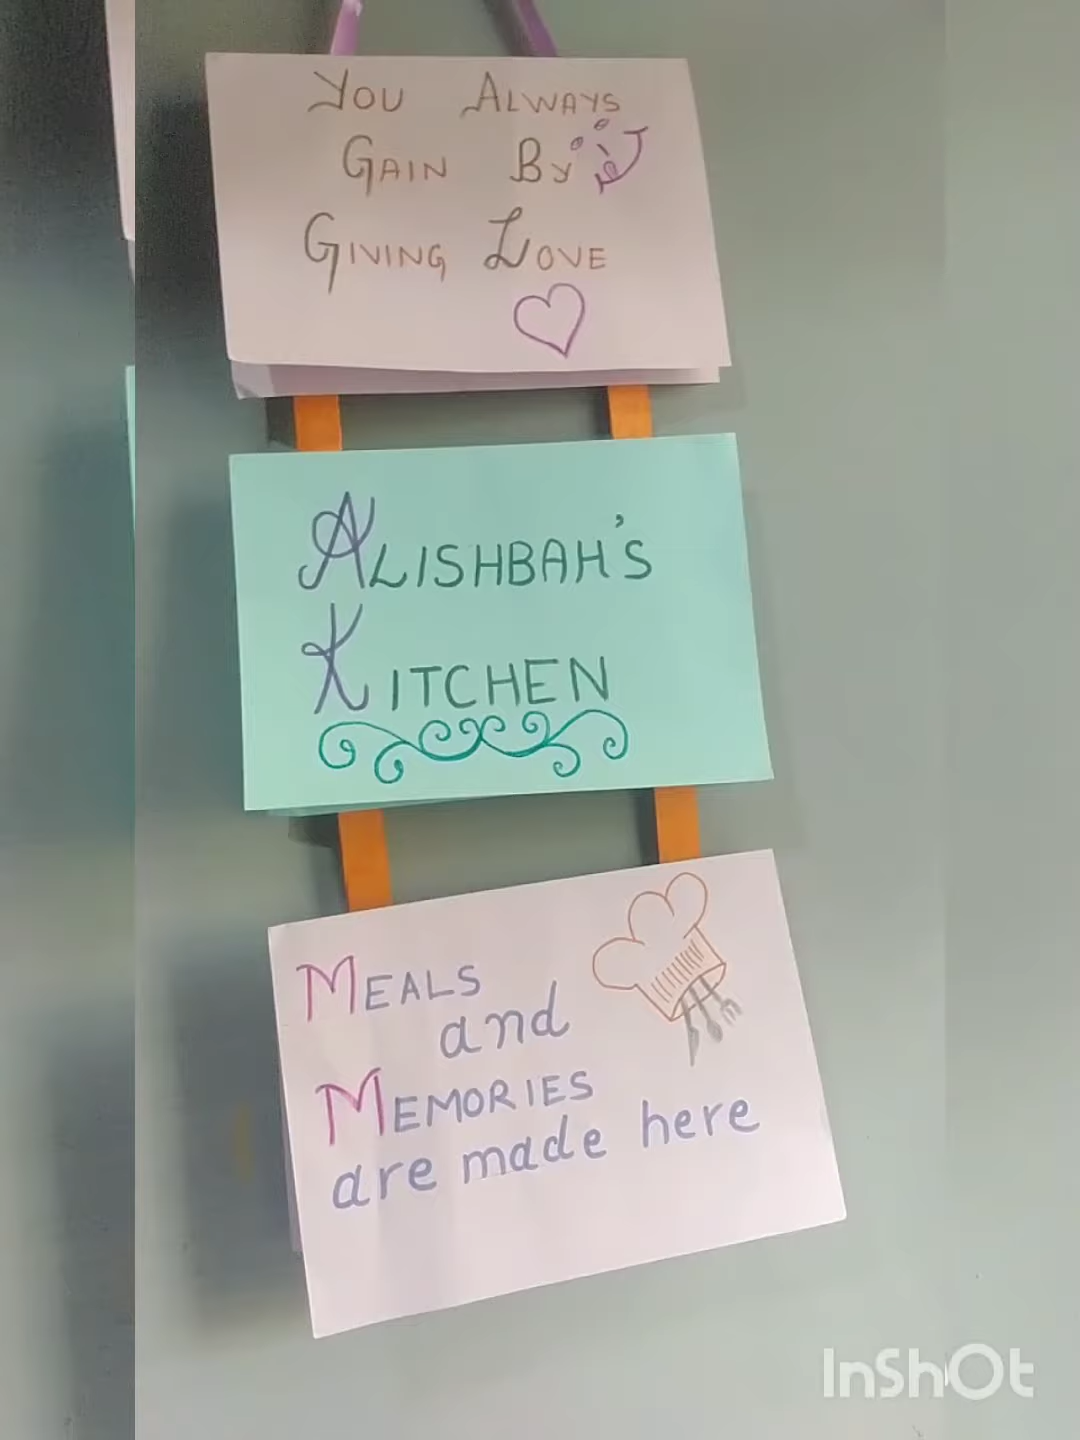 You Always
Gain By
Giving Love
Alishbah's
Kitchen
Meals
and
Memories
are made here
InShOt